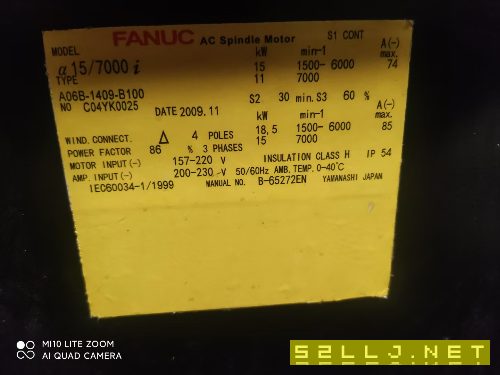 FANUC AC Spindle Motor S1 CONT
MODEL kW min-1 A(~)
α15/7000i 15 1500-6000 74
TYPE 11 7000
A06B-1409-B100
NO C04YK0025 DATE 2009.11 S2 30 min. S3 60 %
kW min-1 A(~)
WIND. CONNECT. Δ 4 POLES 18,5 1500-6000 85
POWER FACTOR 86 % 3 PHASES 15 7000
MOTOR INPUT(~) 157-220 V INSULATION CLASS H IP 54
AMP. INPUT(~) 200-230 V 50/60Hz AMB. TEMP. 0-40℃
IEC60034-1/1999 MANUAL NO. B-65272EN YAMANASHI JAPAN
MI 10 LITE ZOOM
AI QUAD CAMERA
52LLJ.NET